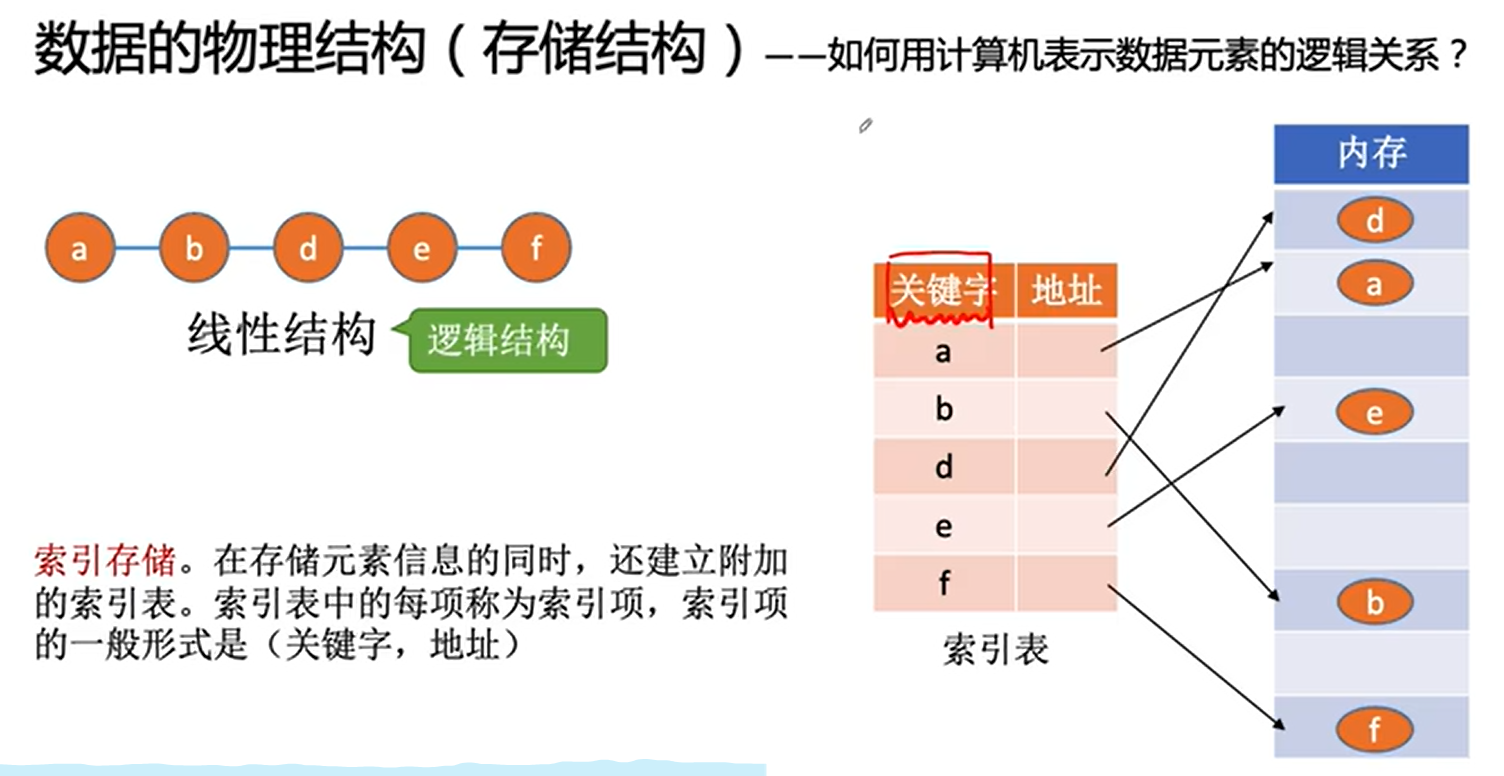 数据的物理结构（存储结构）——如何用计算机表示数据元素的逻辑关系？
a b d e f
线性结构
逻辑结构
索引存储。在存储元素信息的同时，还建立附加
的索引表。索引表中的每项称为索引项，索引项
的一般形式是（关键字，地址）
关键字 地址
a
b
d
e
f
索引表
内存
d
a
e
b
f